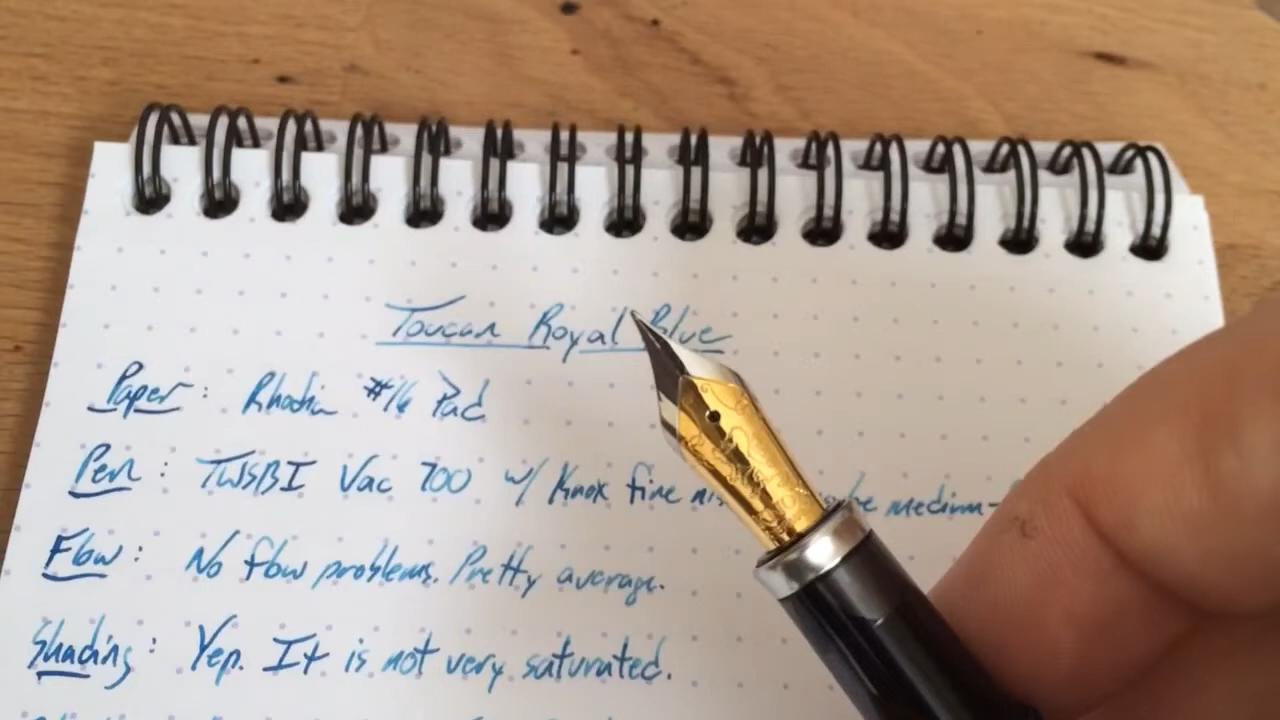 Toucan Royal Blue
Paper: Rhodia #16 Pad
Pen: TWSBI Vac 700 w/ Knox fine medium-
Flow: No flow problems. Pretty average.
Shading: Yep. It is not very saturated.